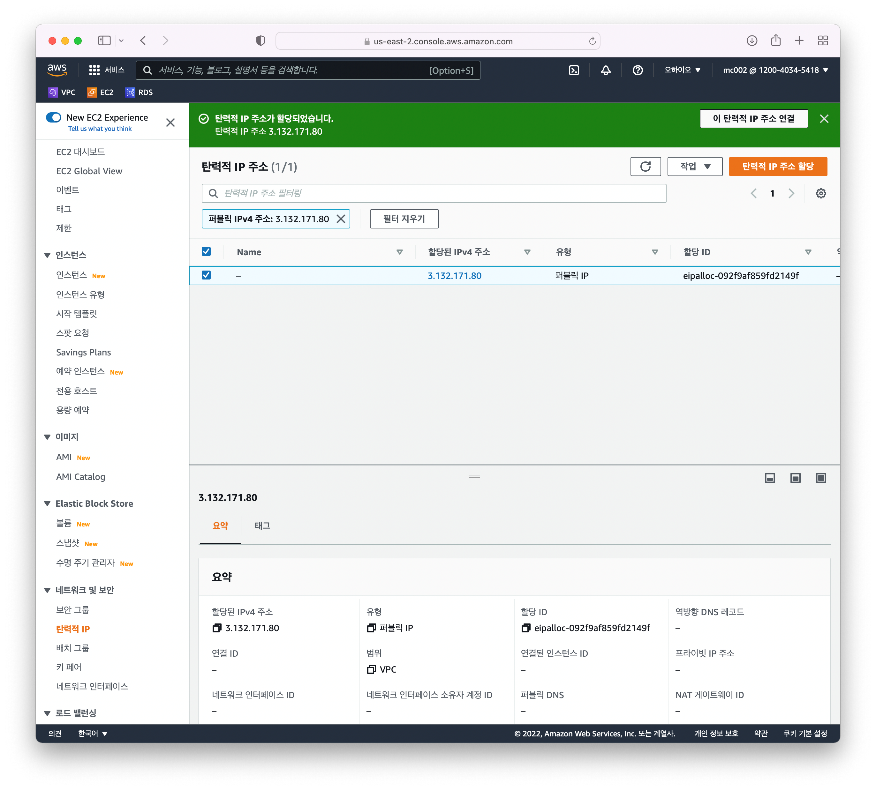 us-east-2.console.aws.amazon.com
aws 서비스 서비스, 기능, 블로그, 설명서 등을 검색합니다. [Option+S] 오하이오 mc002 @ 1200-4034-5418
VPC EC2 RDS
New EC2 Experience
Tell us what you think
EC2 대시보드
EC2 Global View
이벤트
태그
제한
인스턴스
인스턴스 New
인스턴스 유형
시작 템플릿
스팟 요청
Savings Plans
예약 인스턴스 New
전용 호스트
용량 예약
이미지
AMI New
AMI Catalog
Elastic Block Store
볼륨 New
스냅샷 New
수명 주기 관리자 New
네트워크 및 보안
보안 그룹
탄력적 IP
배치 그룹
키 페어
네트워크 인터페이스
로드 밸런싱
탄력적 IP 주소가 할당되었습니다.
탄력적 IP 주소 3.132.171.80
이 탄력적 IP 주소 연결
탄력적 IP 주소 (1/1)
작업
탄력적 IP 주소 할당
탄력적 IP 주소 필터링
1
퍼블릭 IPv4 주소: 3.132.171.80
필터 지우기
Name 할당된 IPv4 주소 유형 할당 ID
– 3.132.171.80 퍼블릭 IP eipalloc-092f9af859fd2149f –
3.132.171.80
요약 태그
요약
할당된 IPv4 주소 유형 할당 ID 역방향 DNS 레코드
3.132.171.80 퍼블릭 IP eipalloc-092f9af859fd2149f –
연결 ID 범위 연결된 인스턴스 ID 프라이빗 IP 주소
– VPC – –
네트워크 인터페이스 ID 네트워크 인터페이스 소유자 계정 ID 퍼블릭 DNS NAT 게이트웨이 ID
– – – –
의견 한국어 © 2022, Amazon Web Services, Inc. 또는 계열사. 개인 정보 보호 약관 쿠키 기본 설정